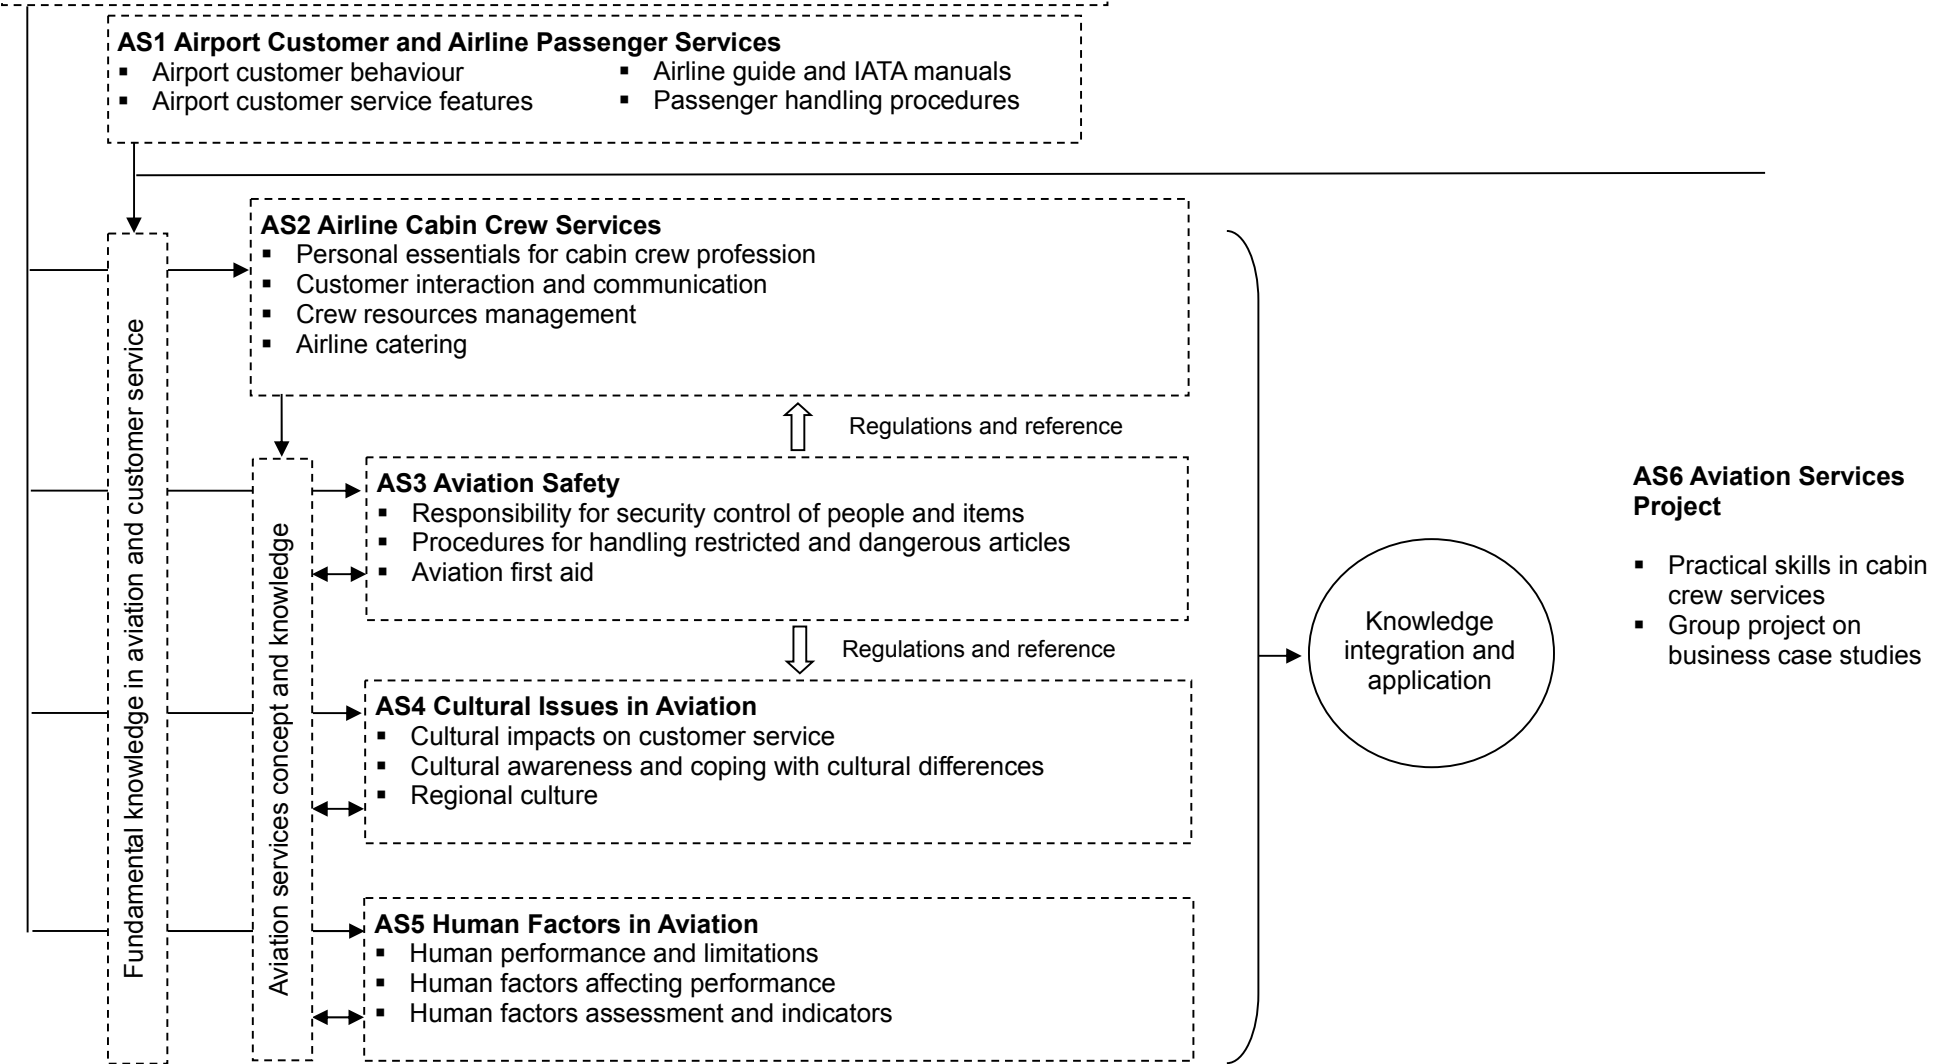 AS1 Airport Customer and Airline Passenger Services
▪ Airport customer behaviour
▪ Airport customer service features
▪ Airline guide and IATA manuals
▪ Passenger handling procedures
Fundamental knowledge in aviation and customer service
AS2 Airline Cabin Crew Services
▪ Personal essentials for cabin crew profession
▪ Customer interaction and communication
▪ Crew resources management
▪ Airline catering
Regulations and reference
Aviation services concept and knowledge
AS3 Aviation Safety
▪ Responsibility for security control of people and items
▪ Procedures for handling restricted and dangerous articles
▪ Aviation first aid
Regulations and reference
AS4 Cultural Issues in Aviation
▪ Cultural impacts on customer service
▪ Cultural awareness and coping with cultural differences
▪ Regional culture
AS5 Human Factors in Aviation
▪ Human performance and limitations
▪ Human factors affecting performance
▪ Human factors assessment and indicators
Knowledge
integration and
application
AS6 Aviation Services
Project
▪ Practical skills in cabin
crew services
▪ Group project on
business case studies